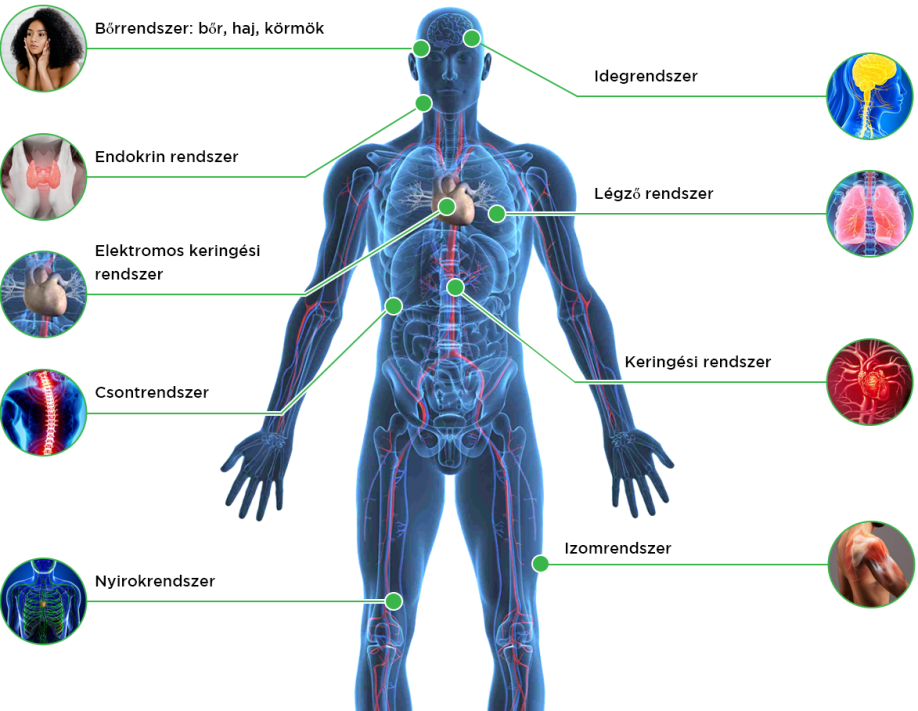 Bőrrendszer: bőr, haj, körmök
Idegrendszer
Endokrin rendszer
Légző rendszer
Elektromos keringési
rendszer
Keringési rendszer
Csontrendszer
Izomrendszer
Nyirokrendszer